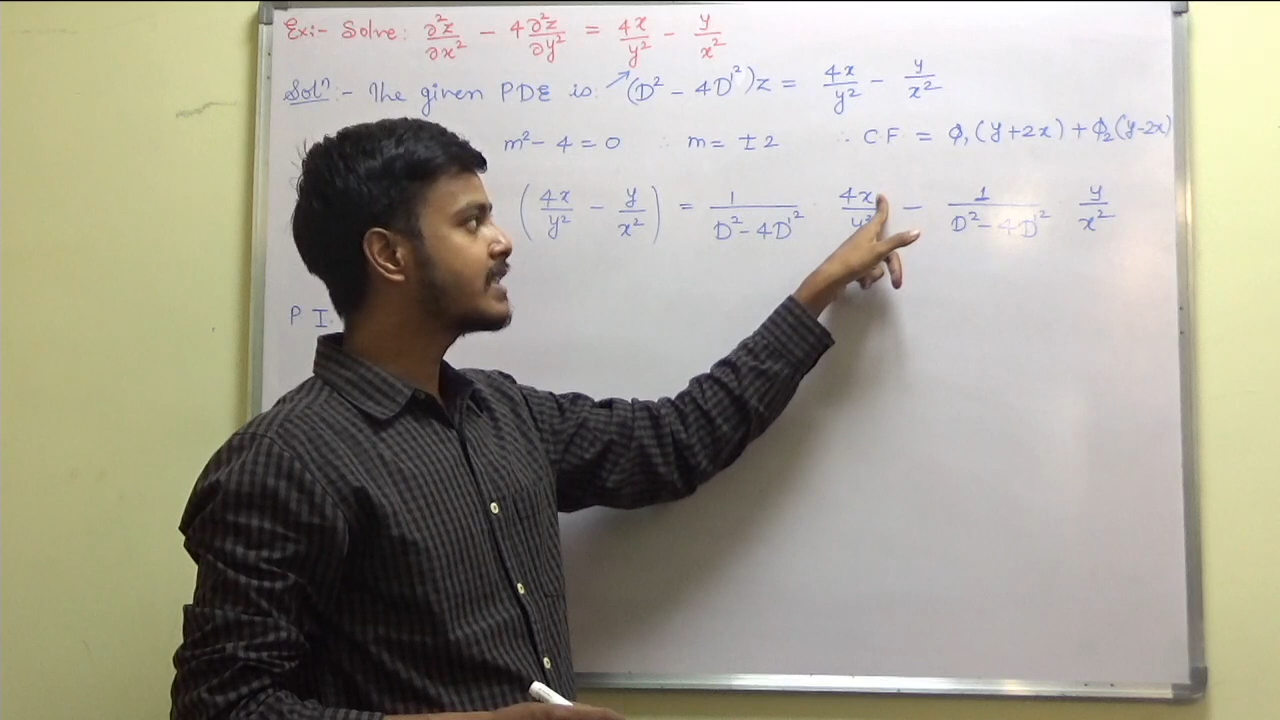 Ex:- Solve: ∂²z/∂x² - 4∂²z/∂y² = 4x/y² - y/x²
Solⁿ:- The given PDE is: (D² - 4D'²)z = 4x/y² - y/x²
m² - 4 = 0 ∴ m = ±2 ∴ CF = ϕ₁(y+2x) + ϕ₂(y-2x)
(4x/y² - y/x²) = 1/(D² - 4D'²) 4x/y² - 1/(D² - 4D'²) y/x²
P I